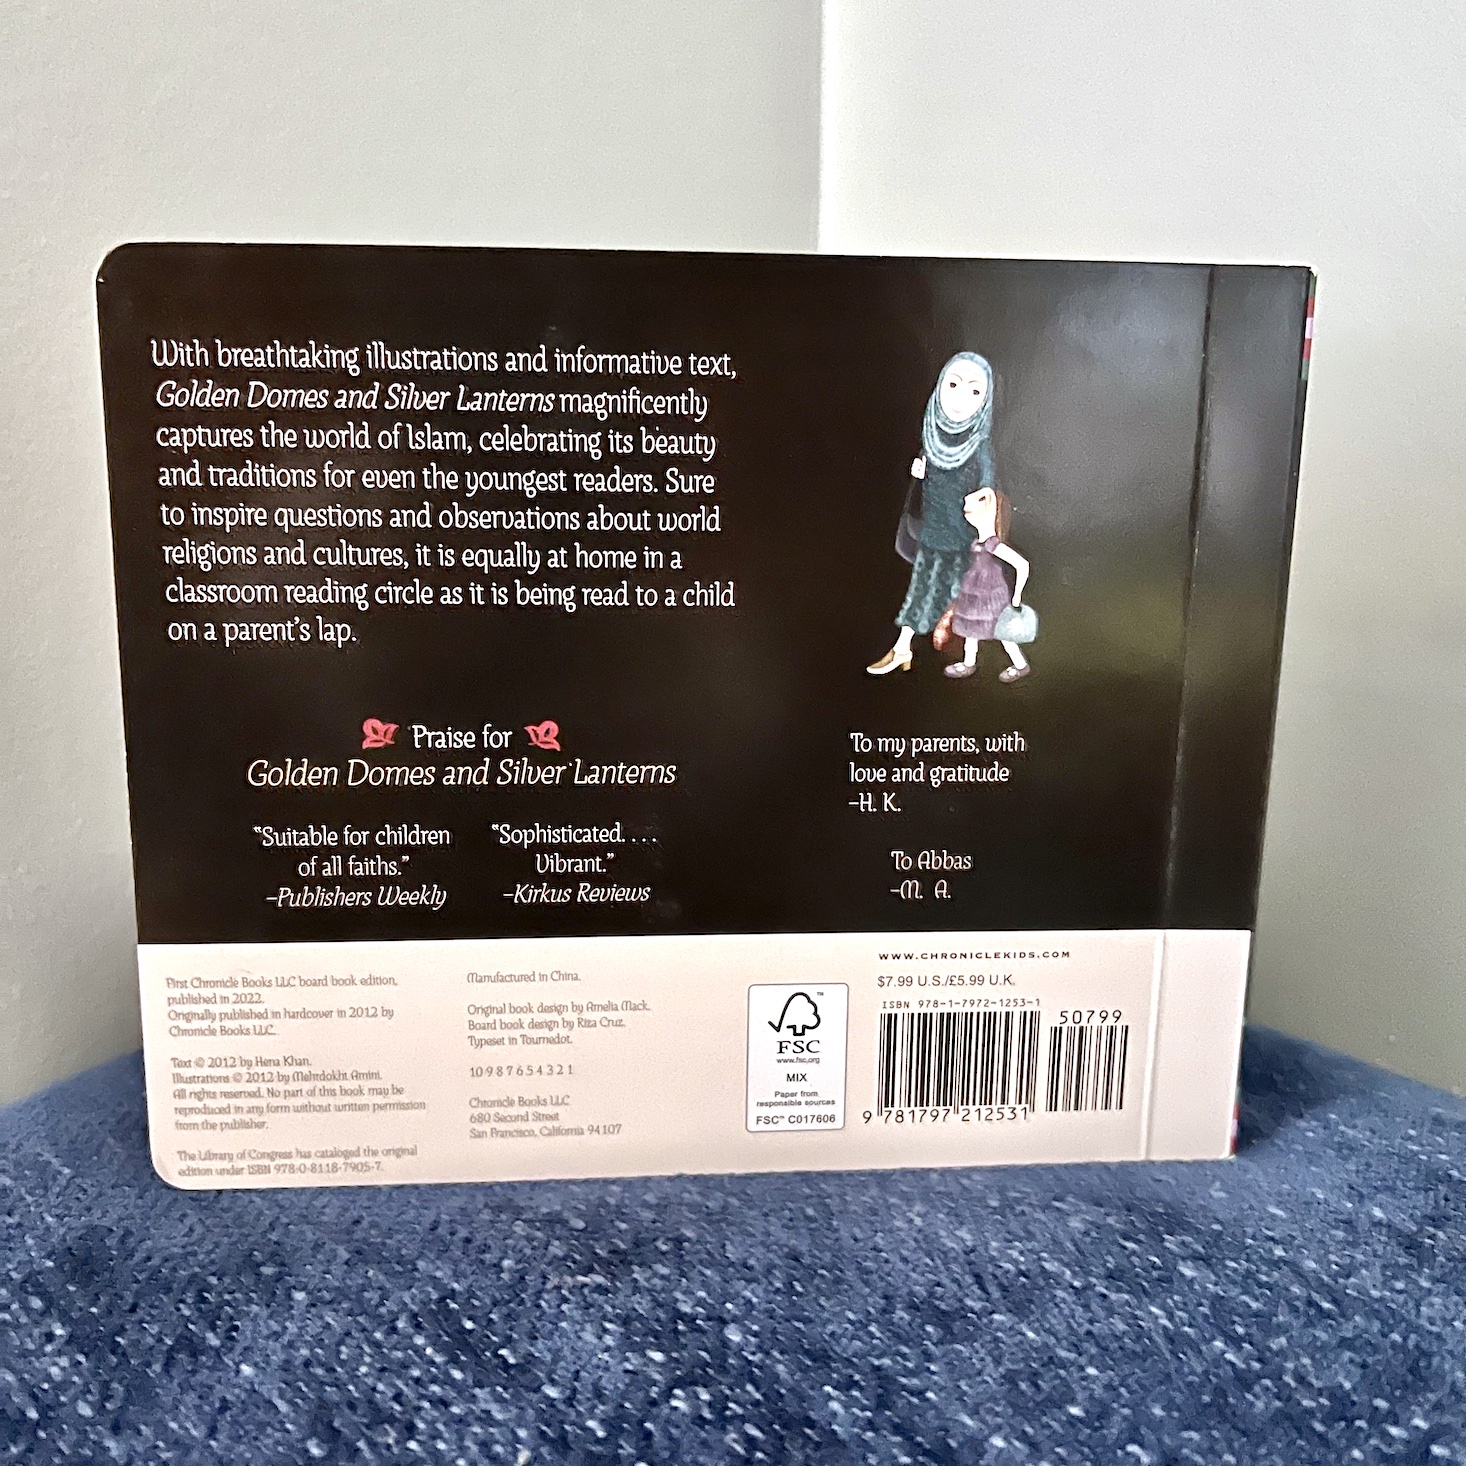 With breathtaking illustrations and informative text,
Golden Domes and Silver Lanterns magnificently
captures the world of Islam, celebrating its beauty
and traditions for even the youngest readers. Sure
to inspire questions and observations about world
religions and cultures, it is equally at home in a
classroom reading circle as it is being read to a child
on a parent's lap.
Praise for
Golden Domes and Silver Lanterns
"Suitable for children
of all faiths."
–Publishers Weekly
"Sophisticated. . . .
Vibrant."
–Kirkus Reviews
To my parents, with
love and gratitude
–H. K.
To Abbas
–M. A.
First Chronicle Books LLC board book edition,
published in 2022.
Originally published in hardcover in 2012 by
Chronicle Books LLC.
Text © 2012 by Hena Khan.
Illustrations © 2012 by Mehrdokht Amini.
All rights reserved. No part of this book may be
reproduced in any form without written permission
from the publisher.
The Library of Congress has cataloged the original
edition under ISBN 978-0-8118-7905-7.
Manufactured in China.
Original book design by Amelia Mack.
Board book design by Riza Cruz.
Typeset in Tournedot.
10 9 8 7 6 5 4 3 2 1
Chronicle Books LLC
680 Second Street
San Francisco, California 94107
FSC
www.fsc.org
MIX
Paper from
responsible sources
FSC™ C017606
WWW.CHRONICLEKIDS.COM
$7.99 U.S./£5.99 U.K.
ISBN 978-1-7972-1253-1
50799
9 781797 212531